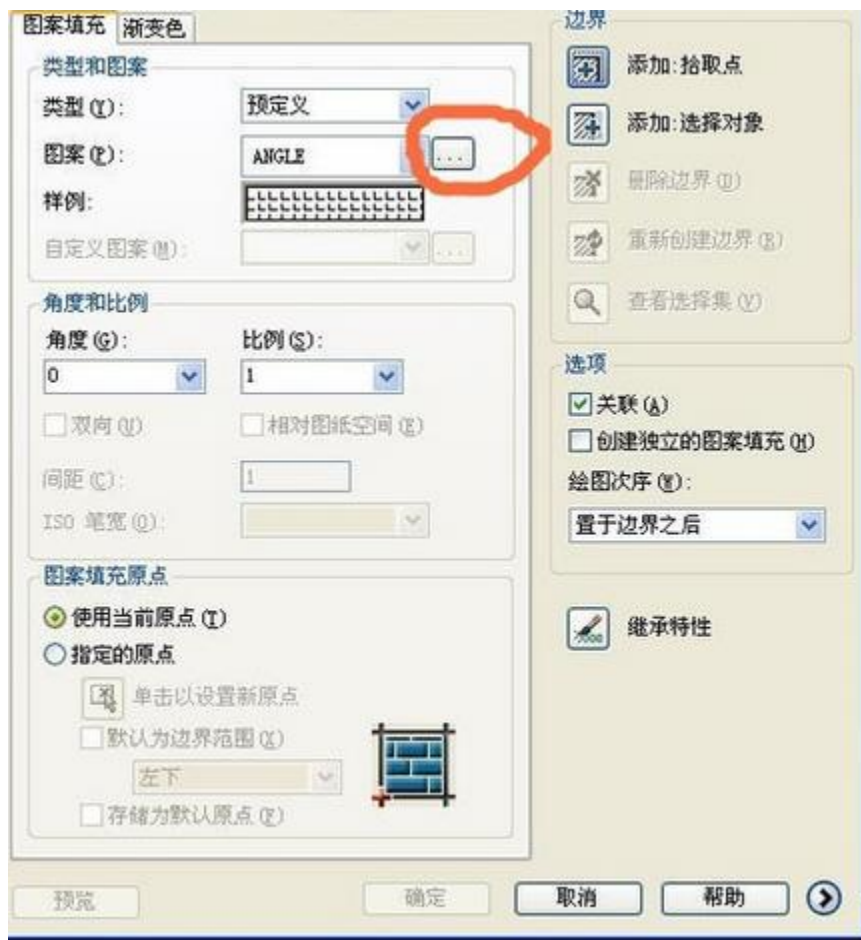 图案填充 渐变色
类型和图案
类型(Y): 预定义
图案(P): ANGLE ...
样例:
自定义图案(M): ...
角度和比例
角度(G): 比例(S):
0 1
双向(U) 相对图纸空间(E)
间距(C): 1
ISO 笔宽(O):
图案填充原点
使用当前原点(T)
指定的原点
单击以设置新原点
默认为边界范围(X)
左下
存储为默认原点(F)
边界
添加:拾取点
添加:选择对象
删除边界(D)
重新创建边界(R)
查看选择集(V)
选项
关联(A)
创建独立的图案填充(H)
绘图次序(W):
置于边界之后
继承特性
预览 确定 取消 帮助